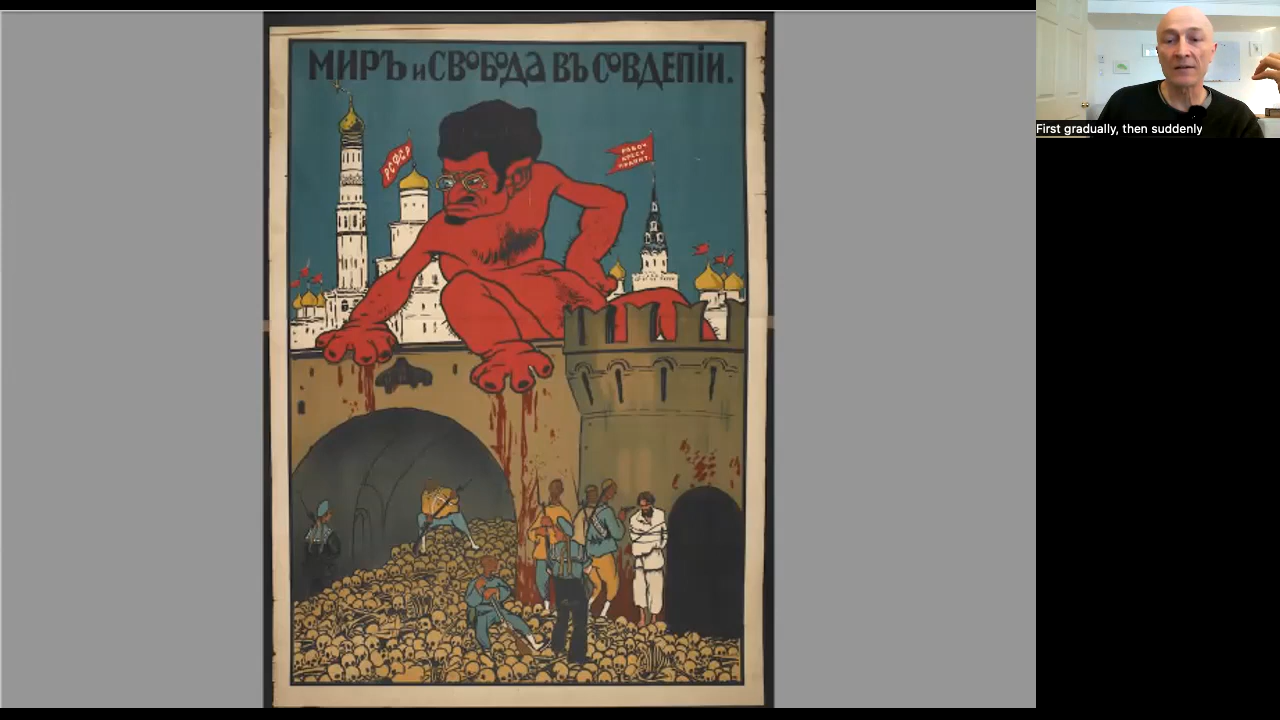 МИРЪ и СВОБОДА ВЪ СОВДЕПІИ.
РСФСР
First gradually, then suddenly